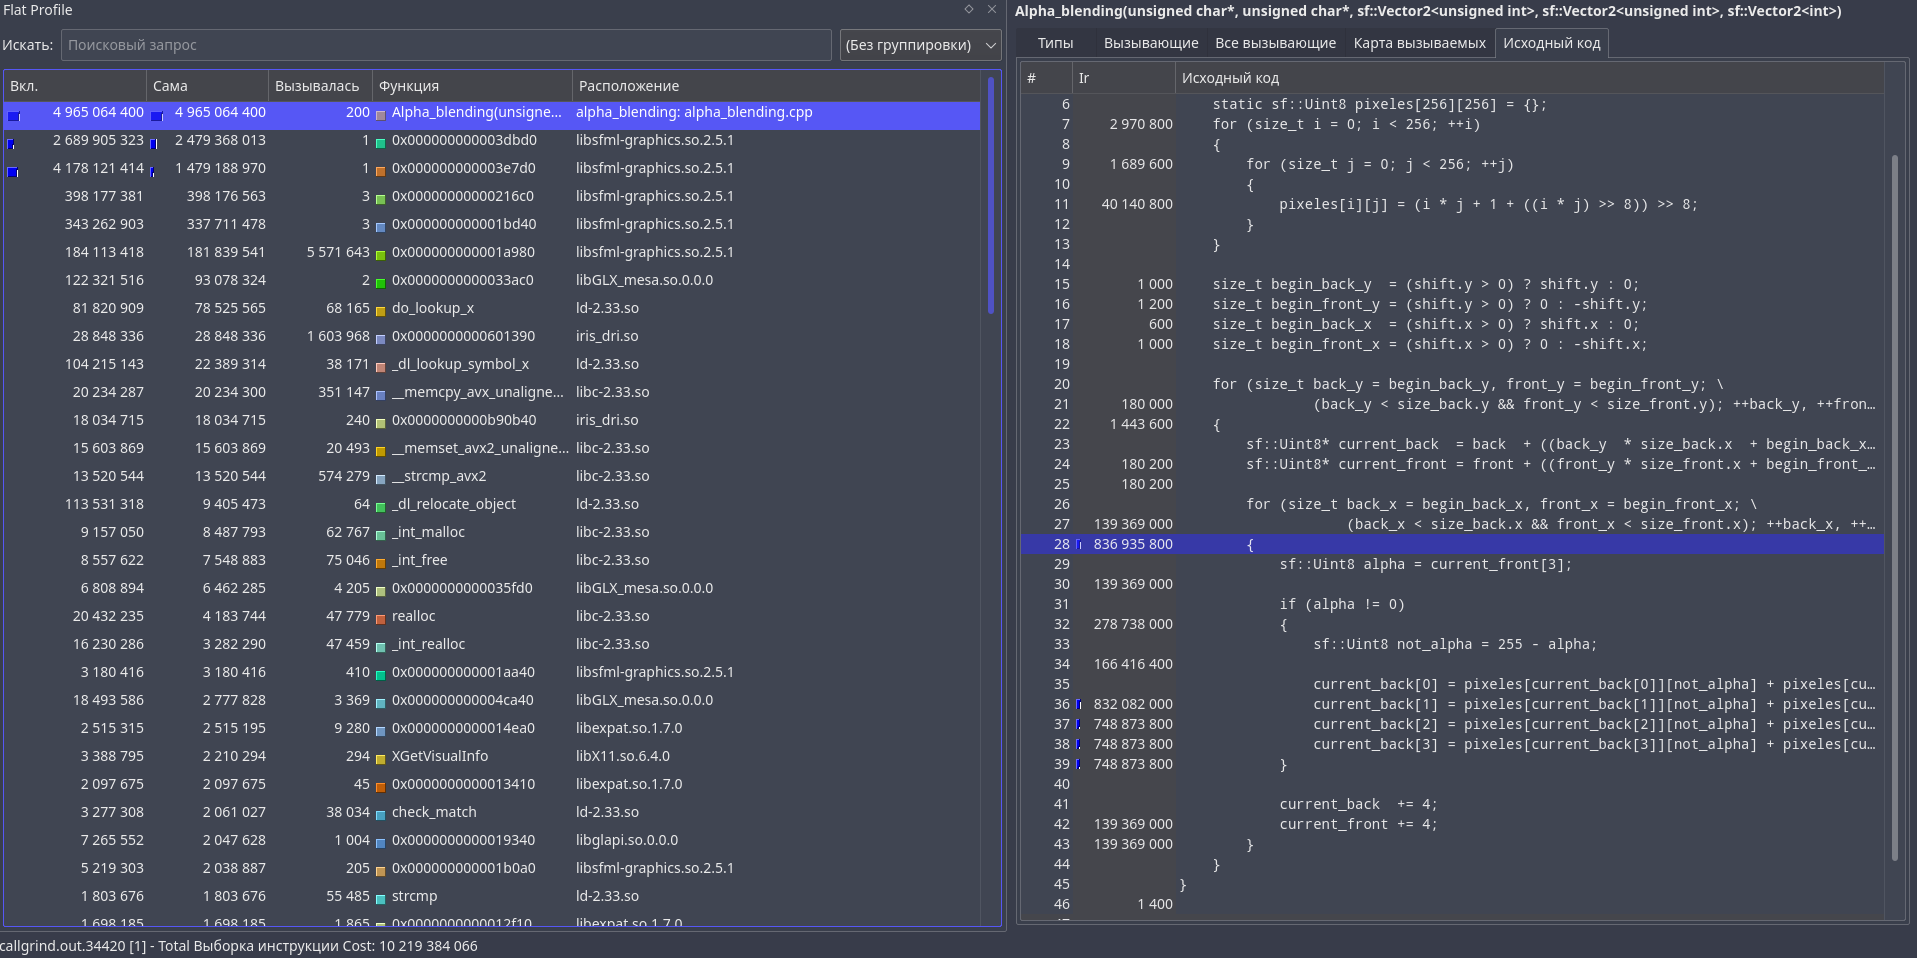 Flat Profile
Искать: Поисковый запрос (Без группировки)
Вкл. Сама Вызывалась Функция Расположение
4 965 064 400 4 965 064 400 200 Alpha_blending(unsigne... alpha_blending: alpha_blending.cpp
2 689 905 323 2 479 368 013 1 0x000000000003dbd0 libsfml-graphics.so.2.5.1
4 178 121 414 1 479 188 970 1 0x000000000003e7d0 libsfml-graphics.so.2.5.1
398 177 381 398 176 563 3 0x00000000000216c0 libsfml-graphics.so.2.5.1
343 262 903 337 711 478 3 0x000000000001bd40 libsfml-graphics.so.2.5.1
184 113 418 181 839 541 5 571 643 0x000000000001a980 libsfml-graphics.so.2.5.1
122 321 516 93 078 324 2 0x0000000000033ac0 libGLX_mesa.so.0.0.0
81 820 909 78 525 565 68 165 do_lookup_x ld-2.33.so
28 848 336 28 848 336 1 603 968 0x0000000000601390 iris_dri.so
104 215 143 22 389 314 38 171 _dl_lookup_symbol_x ld-2.33.so
20 234 287 20 234 300 351 147 __memcpy_avx_unaligne... libc-2.33.so
18 034 715 18 034 715 240 0x0000000000b90b40 iris_dri.so
15 603 869 15 603 869 20 493 __memset_avx2_unaligne... libc-2.33.so
13 520 544 13 520 544 574 279 __strcmp_avx2 libc-2.33.so
113 531 318 9 405 473 64 _dl_relocate_object ld-2.33.so
9 157 050 8 487 793 62 767 _int_malloc libc-2.33.so
8 557 622 7 548 883 75 046 _int_free libc-2.33.so
6 808 894 6 462 285 4 205 0x0000000000035fd0 libGLX_mesa.so.0.0.0
20 432 235 4 183 744 47 779 realloc libc-2.33.so
16 230 286 3 282 290 47 459 _int_realloc libc-2.33.so
3 180 416 3 180 416 410 0x000000000001aa40 libsfml-graphics.so.2.5.1
18 493 586 2 777 828 3 369 0x000000000004ca40 libGLX_mesa.so.0.0.0
2 515 315 2 515 195 9 280 0x0000000000014ea0 libexpat.so.1.7.0
3 388 795 2 210 294 294 XGetVisualInfo libX11.so.6.4.0
2 097 675 2 097 675 45 0x0000000000013410 libexpat.so.1.7.0
3 277 308 2 061 027 38 034 check_match ld-2.33.so
7 265 552 2 047 628 1 004 0x0000000000019340 libglapi.so.0.0.0
5 219 303 2 038 887 205 0x000000000001b0a0 libsfml-graphics.so.2.5.1
1 803 676 1 803 676 55 485 strcmp ld-2.33.so
1 698 185 1 698 185 1 865 0x0000000000012f10 libexpat.so.1.7.0
callgrind.out.34420 [1] - Total Выборка инструкции Cost: 10 219 384 066
Alpha_blending(unsigned char*, unsigned char*, sf::Vector2<unsigned int>, sf::Vector2<unsigned int>, sf::Vector2<int>)
Типы Вызывающие Все вызывающие Карта вызываемых Исходный код
# Ir Исходный код
6 static sf::Uint8 pixeles[256][256] = {};
7 2 970 800 for (size_t i = 0; i < 256; ++i)
8 {
9 1 689 600 for (size_t j = 0; j < 256; ++j)
10 {
11 40 140 800 pixeles[i][j] = (i * j + 1 + ((i * j) >> 8)) >> 8;
12 }
13 }
14
15 1 000 size_t begin_back_y  = (shift.y > 0) ? shift.y : 0;
16 1 200 size_t begin_front_y = (shift.y > 0) ? 0 : -shift.y;
17 600 size_t begin_back_x  = (shift.x > 0) ? shift.x : 0;
18 1 000 size_t begin_front_x = (shift.x > 0) ? 0 : -shift.x;
19
20 for (size_t back_y = begin_back_y, front_y = begin_front_y; \
21 180 000 (back_y < size_back.y && front_y < size_front.y); ++back_y, ++fron…
22 1 443 600 {
23 sf::Uint8* current_back  = back  + ((back_y  * size_back.x  + begin_back_x…
24 180 200 sf::Uint8* current_front = front + ((front_y * size_front.x + begin_front_…
25 180 200
26 for (size_t back_x = begin_back_x, front_x = begin_front_x; \
27 139 369 000 (back_x < size_back.x && front_x < size_front.x); ++back_x, ++…
28 836 935 800 {
29 sf::Uint8 alpha = current_front[3];
30 139 369 000
31 if (alpha != 0)
32 278 738 000 {
33 sf::Uint8 not_alpha = 255 - alpha;
34 166 416 400
35 current_back[0] = pixeles[current_back[0]][not_alpha] + pixeles[cu…
36 832 082 000 current_back[1] = pixeles[current_back[1]][not_alpha] + pixeles[cu…
37 748 873 800 current_back[2] = pixeles[current_back[2]][not_alpha] + pixeles[cu…
38 748 873 800 current_back[3] = pixeles[current_back[3]][not_alpha] + pixeles[cu…
39 748 873 800 }
40
41 current_back  += 4;
42 139 369 000 current_front += 4;
43 139 369 000 }
44 }
45 }
46 1 400